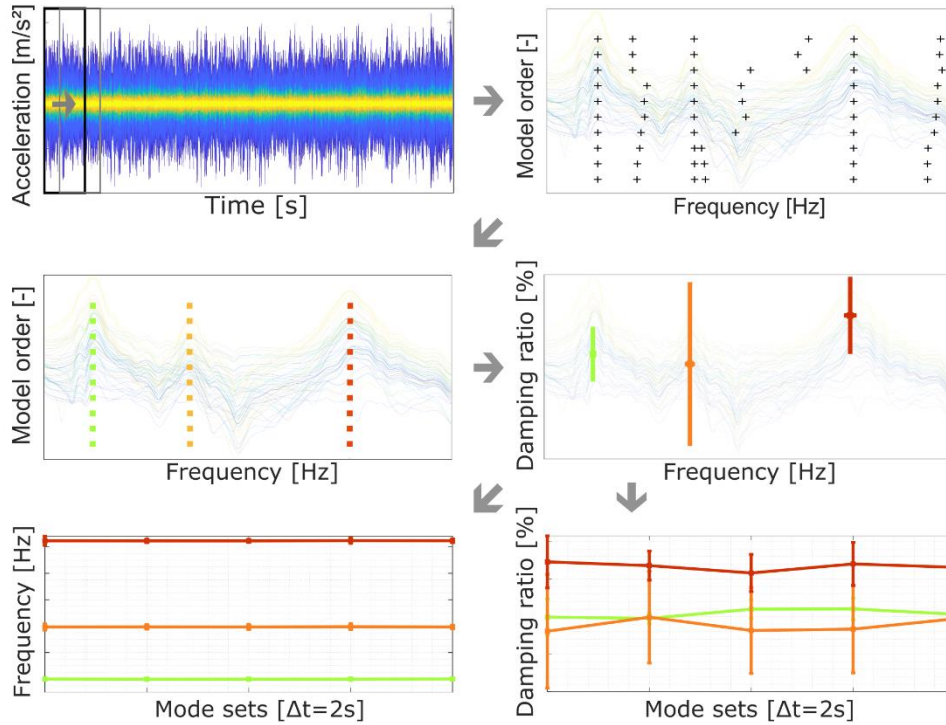 Acceleration [m/s²]
Time [s]
Model order [-]
Frequency [Hz]
Model order [-]
Frequency [Hz]
Damping ratio [%]
Frequency [Hz]
Frequency [Hz]
Mode sets [Δt=2s]
Damping ratio [%]
Mode sets [Δt=2s]